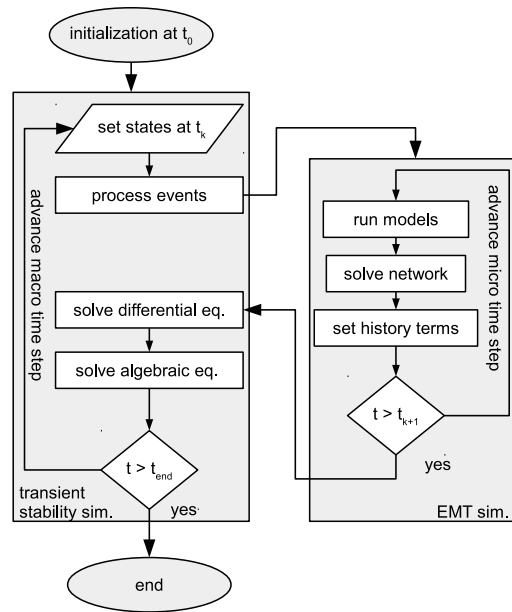 initialization at t0
set states at tk
process events
advance macro time step
solve differential eq.
solve algebraic eq.
t > tend
yes
transient
stability sim.
end
run models
solve network
set history terms
advance micro time step
t > tk+1
yes
EMT sim.